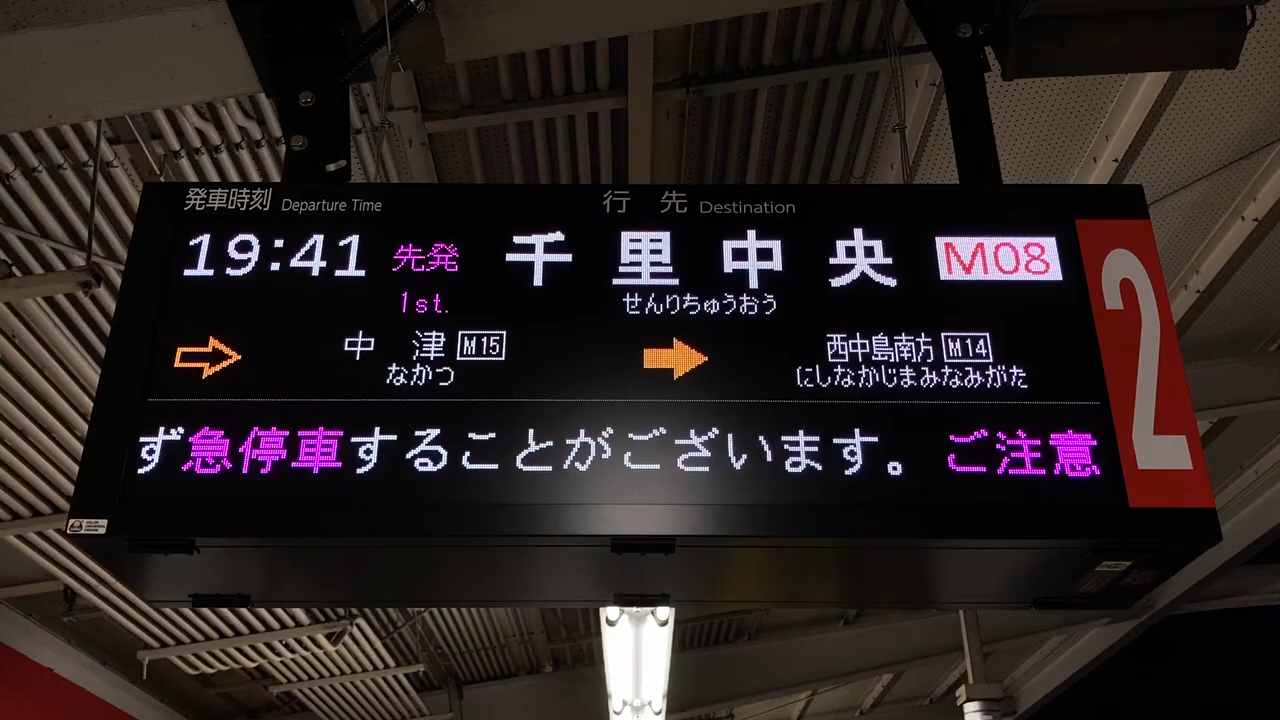 発車時刻 Departure Time 行先 Destination
19:41 先発 千里中央 M08
1st. せんりちゅうおう
中津 M15 西中島南方 M14
なかつ にしなかじまみなみがた
ず急停車することがございます。 ご注意
2
COLOR UNIVERSAL DESIGN